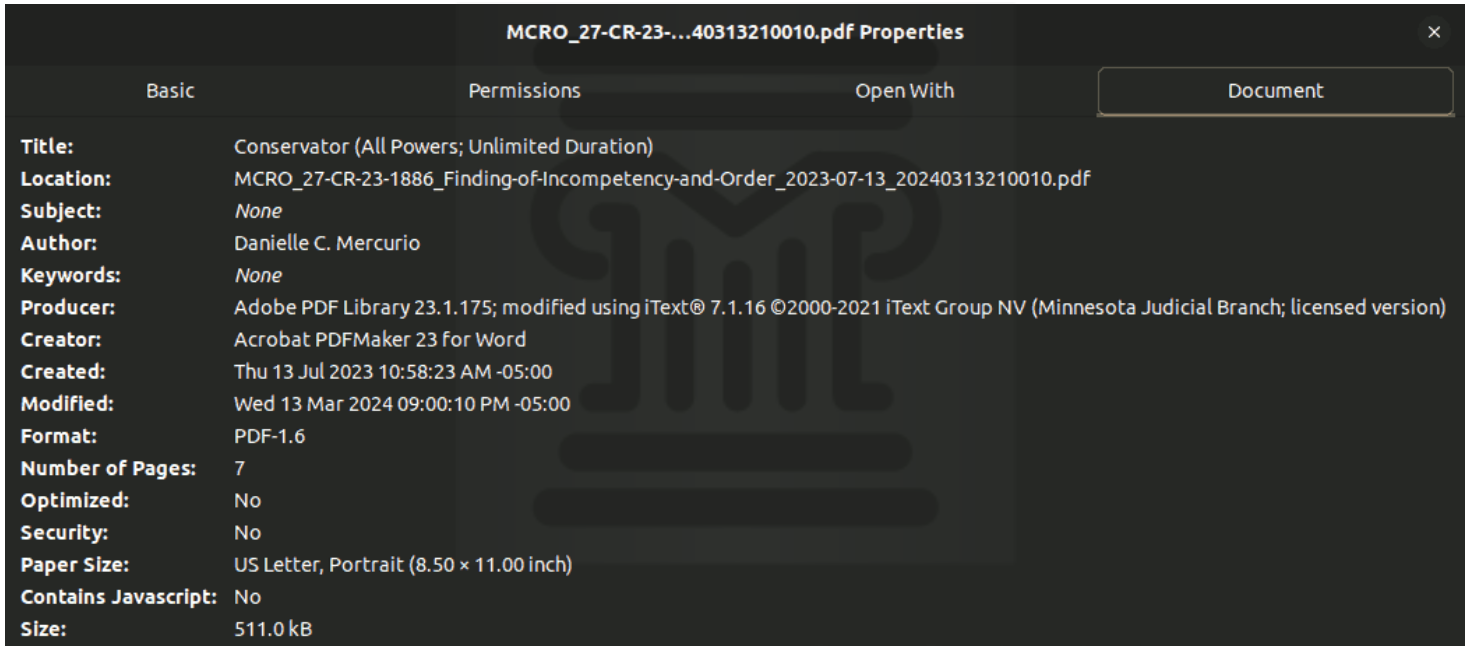 MCRO_27-CR-23-…40313210010.pdf Properties
Basic Permissions Open With Document
Title: Conservator (All Powers; Unlimited Duration)
Location: MCRO_27-CR-23-1886_Finding-of-Incompetency-and-Order_2023-07-13_20240313210010.pdf
Subject: None
Author: Danielle C. Mercurio
Keywords: None
Producer: Adobe PDF Library 23.1.175; modified using iText® 7.1.16 ©2000-2021 iText Group NV (Minnesota Judicial Branch; licensed version)
Creator: Acrobat PDFMaker 23 for Word
Created: Thu 13 Jul 2023 10:58:23 AM -05:00
Modified: Wed 13 Mar 2024 09:00:10 PM -05:00
Format: PDF-1.6
Number of Pages: 7
Optimized: No
Security: No
Paper Size: US Letter, Portrait (8.50 × 11.00 inch)
Contains Javascript: No
Size: 511.0 kB